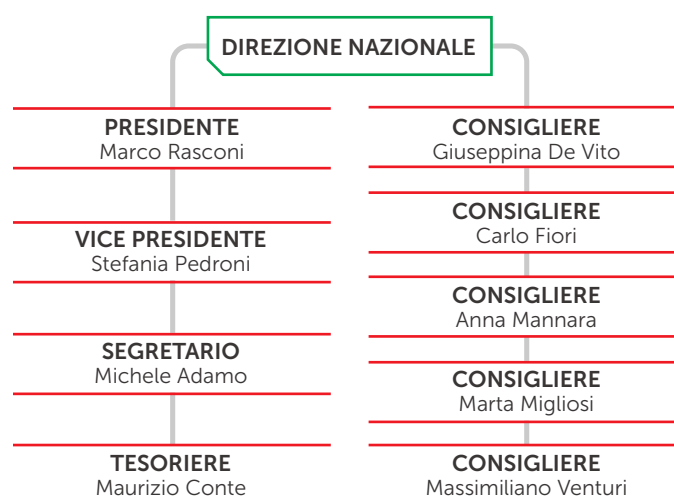 DIREZIONE NAZIONALE
PRESIDENTE
Marco Rasconi
VICE PRESIDENTE
Stefania Pedroni
SEGRETARIO
Michele Adamo
TESORIERE
Maurizio Conte
CONSIGLIERE
Giuseppina De Vito
CONSIGLIERE
Carlo Fiori
CONSIGLIERE
Anna Mannara
CONSIGLIERE
Marta Migliosi
CONSIGLIERE
Massimiliano Venturi